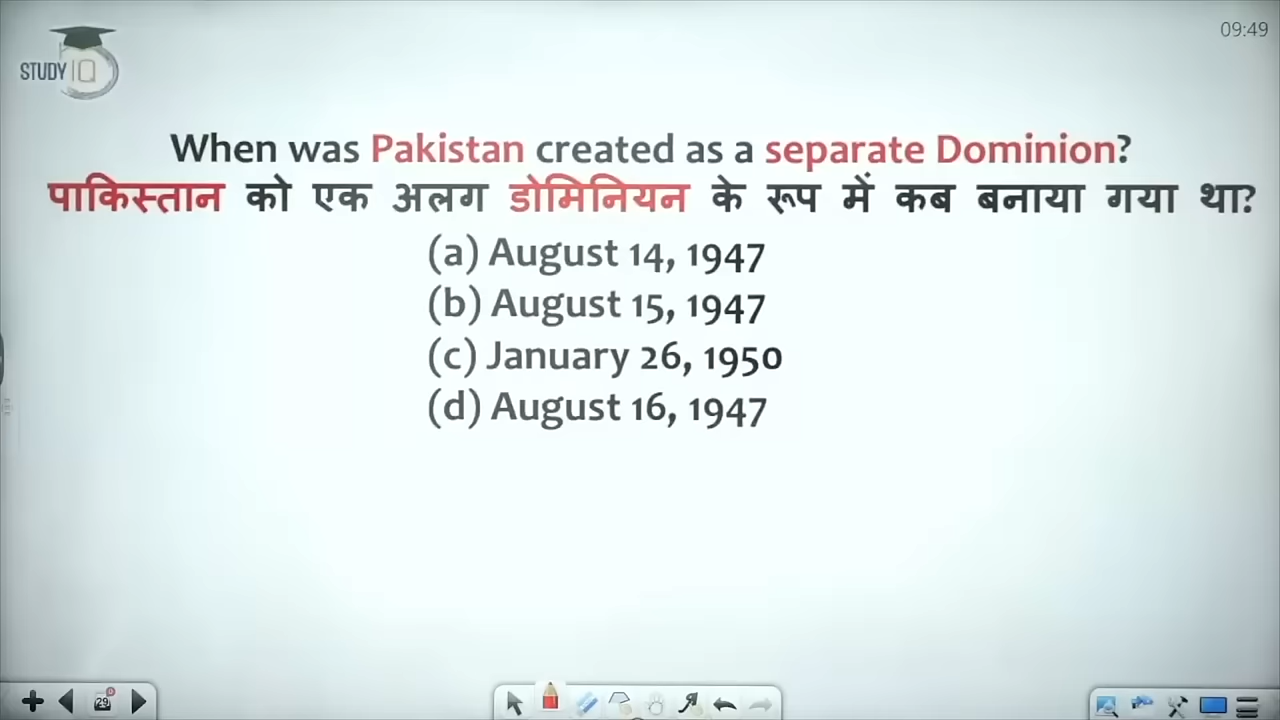 09:49
STUDY IQ
When was Pakistan created as a separate Dominion?
पाकिस्तान को एक अलग डोमिनियन के रूप में कब बनाया गया था?
(a) August 14, 1947
(b) August 15, 1947
(c) January 26, 1950
(d) August 16, 1947
29